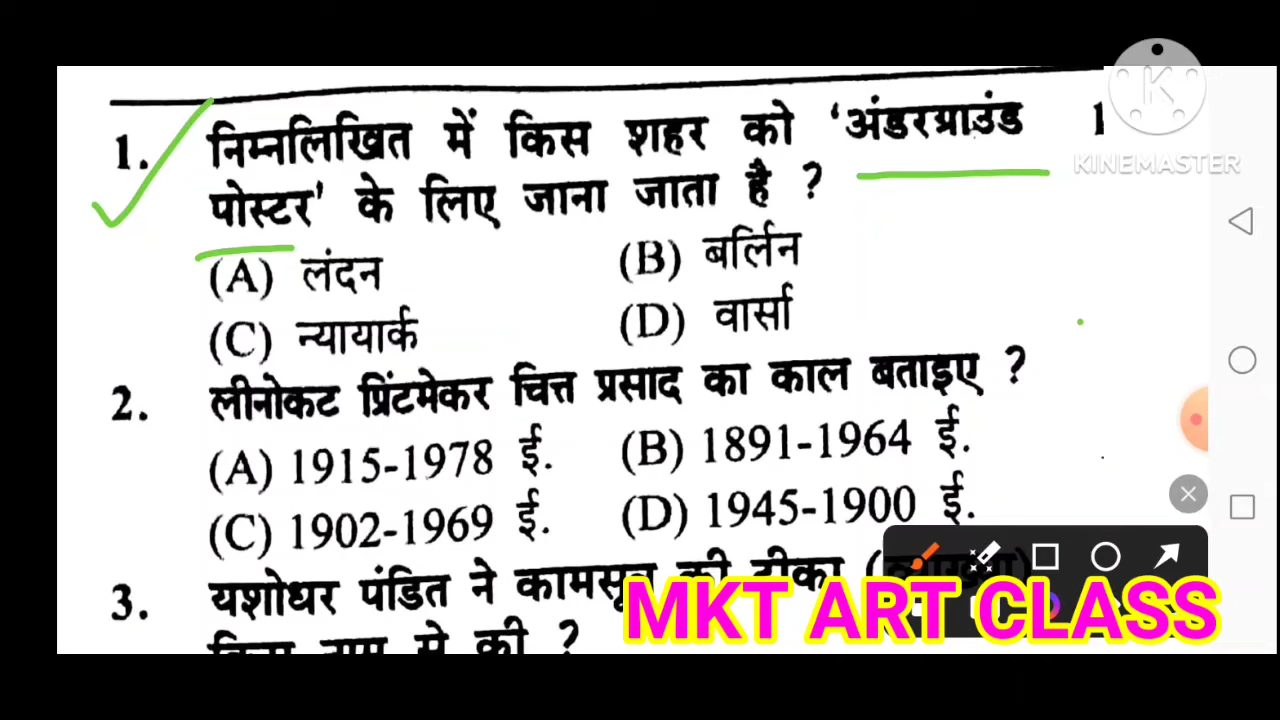 1. निम्नलिखित में किस शहर को ‘अंडरग्राउंड 1
KINEMASTER
पोस्टर’ के लिए जाना जाता है ?
(A) लंदन (B) बर्लिन
(C) न्यायार्क (D) वार्सा
2. लीनोकट प्रिंटमेकर चित्त प्रसाद का काल बताइए ?
(A) 1915-1978 ई. (B) 1891-1964 ई.
(C) 1902-1969 ई. (D) 1945-1900 ई.
3. यशोधर पंडित ने कामसूत्र की टीका
MKT ART CLASS
से की ?